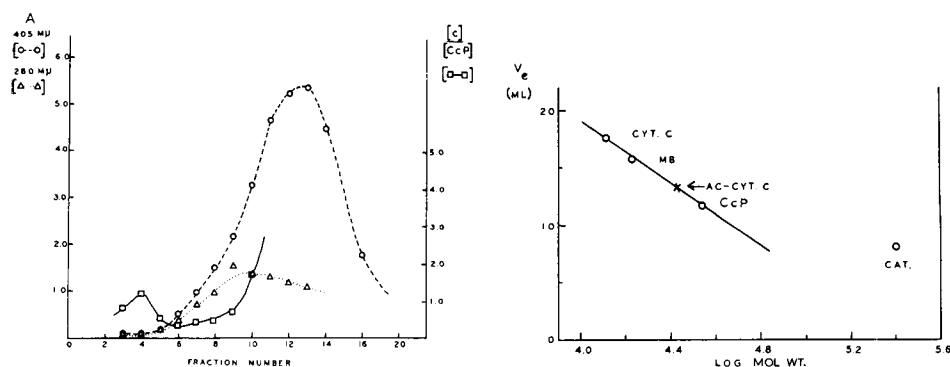 A
405 Mµ
[O--O]
280 Mµ
[△ △]
6.0
5.0
4.0
3.0
2.0
1.0
0 2 4 6 8 10 12 14 16 18 20
FRACTION NUMBER
[c]
[CcP]
[□—□]
5.0
4.0
3.0
2.0
1.0
Ve
(ML)
20
10
0
CYT. C
MB
AC-CYT. C
CcP
CAT.
4.0 4.4 4.8 5.2 5.6
LOG MOL WT.